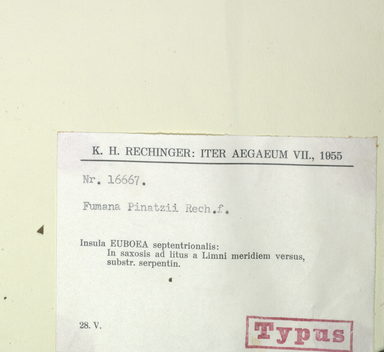 K. H. RECHINGER: ITER AEGAEUM VII., 1955
Nr. 16667.
Fumana Pinatzii Rech.f.
Insula EUBOEA septentrionalis:
In saxosis ad litus a Limni meridiem versus,
substr. serpentin.
28. V.
Typus